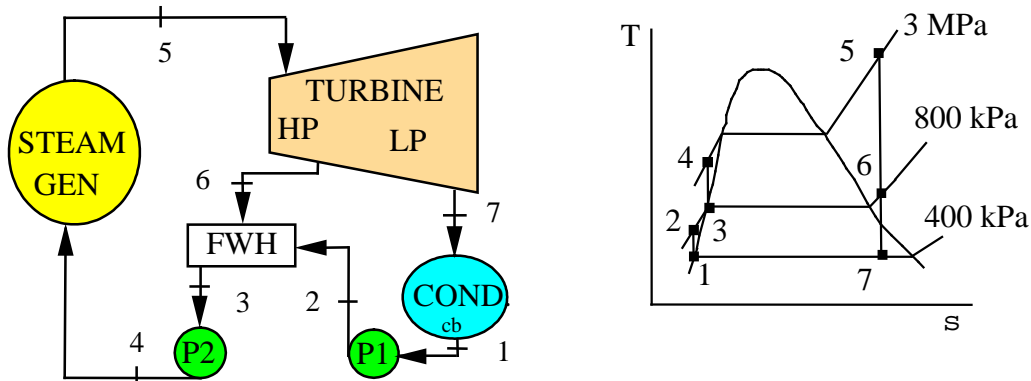 5
TURBINE
HP
LP
STEAM
GEN
6
7
FWH
3
2
COND.
cb
1
4
P2
P1
T
5
3 MPa
800 kPa
4
6
2
3
400 kPa
1
7
s